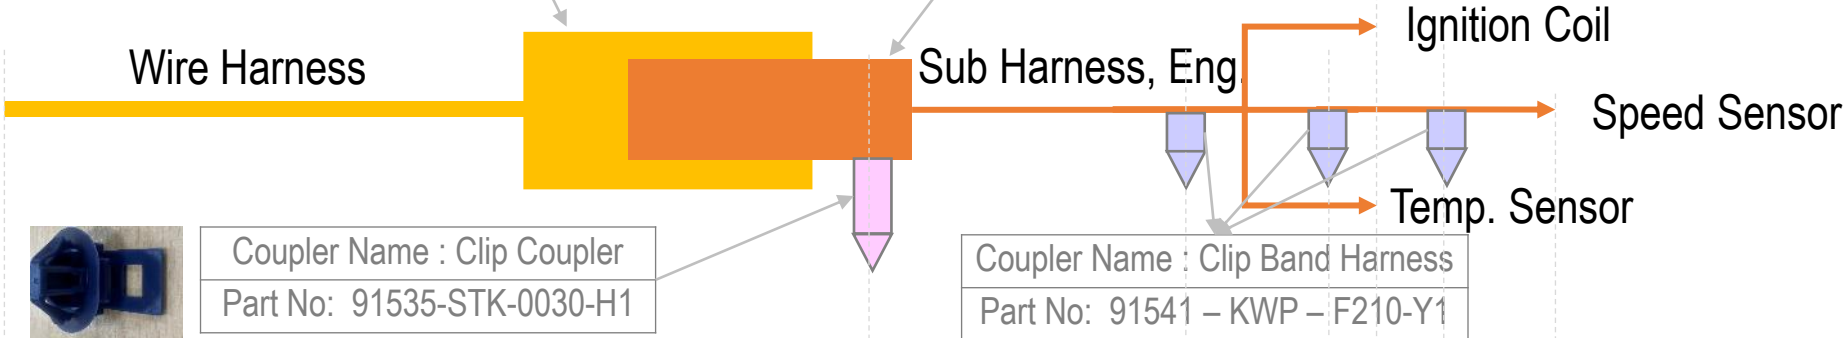 Ignition Coil
Wire Harness
Sub Harness, Eng.
Speed Sensor
Temp. Sensor
Coupler Name : Clip Coupler
Part No: 91535-STK-0030-H1
Coupler Name : Clip Band Harness
Part No: 91541 – KWP – F210-Y1